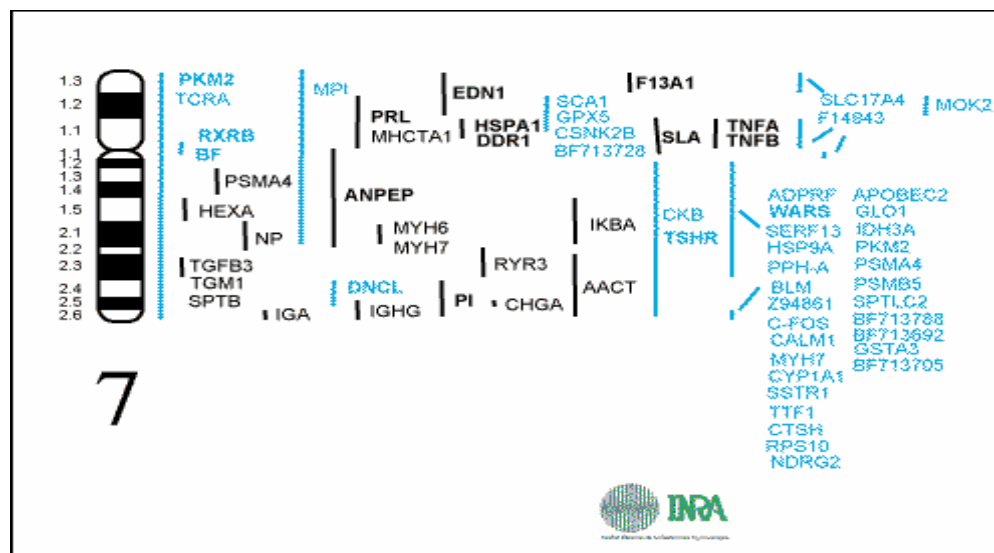 1.3
1.2
1.1
1.1
1.2
1.3
1.4
1.5
2.1
2.2
2.3
2.4
2.5
2.6
7
PKM2
TCRA
RXRB
BF
PSMA4
HEXA
NP
TGFB3
TGM1
SPTB
IGA
MPI
PRL
MHCTA1
ANPEP
MYH6
MYH7
DNCL
IGHG
EDN1
HSPA1
DDR1
RYR3
PI
CHGA
SCA1
GPX5
CSNK2B
BF713728
IKBA
AACT
F13A1
SLA
TNFA
TNFB
CKB
TSHR
SLC17A4
F14843
MOK2
ADPRF
WARS
SERF13
HSP9A
PPH-A
BLM
Z94861
C-FOS
CALM1
MYH7
CYP1A1
SSTR1
TTF1
CTSH
RPS10
NDRG2
APOBEC2
GLO1
IDH3A
PKM2
PSMA4
PSMB5
SPTLC2
BF713788
BF713692
GSTA3
BF713705
INRA